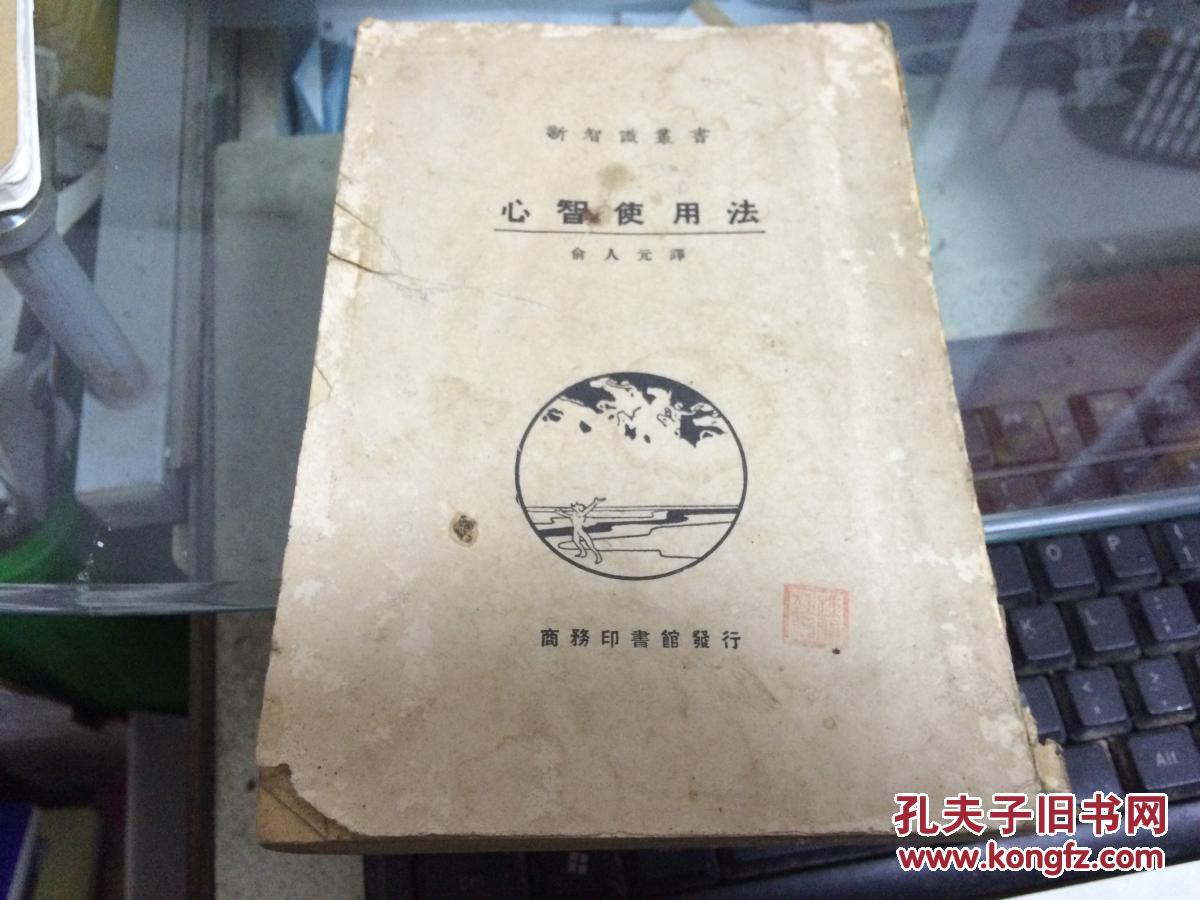 新智識叢書
心智使用法
俞人元譯
商務印書館發行
O
P
K
L
Alt
孔夫子旧书网
www.kongfz.com